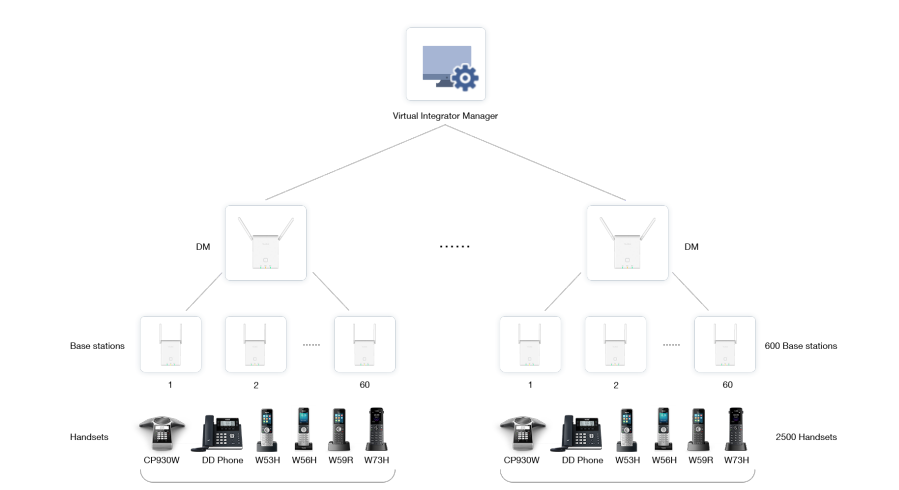 Virtual Integrator Manager
DM
......
DM
Base stations
......
......
600 Base stations
1
2
60
1
2
60
Handsets
2500 Handsets
CP930W
DD Phone
W53H
W56H
W59R
W73H
CP930W
DD Phone
W53H
W56H
W59R
W73H